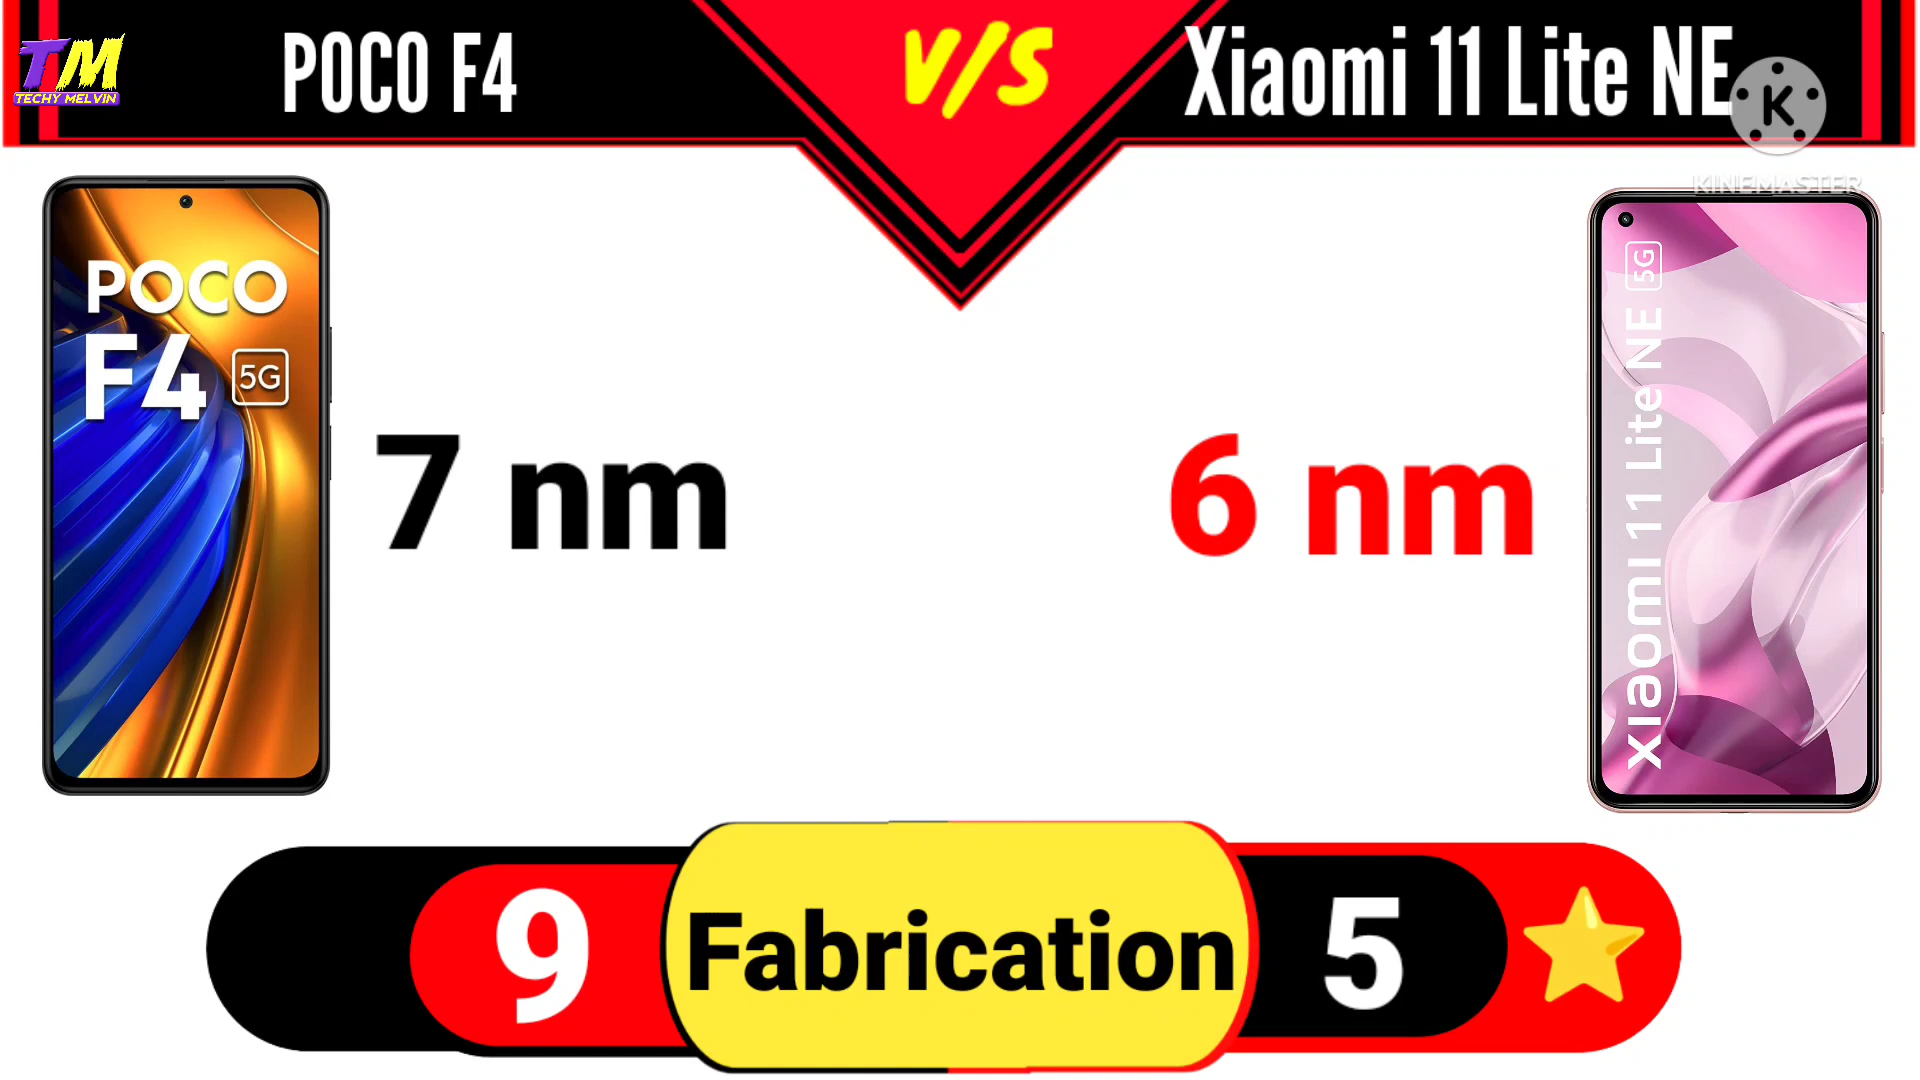 TM
TECHY MELVIN
POCO F4
V/S
Xiaomi 11 Lite NE
K
KINEMASTER
POCO
F4 5G
7 nm
6 nm
Xiaomi 11 Lite NE 5G
9
Fabrication
5